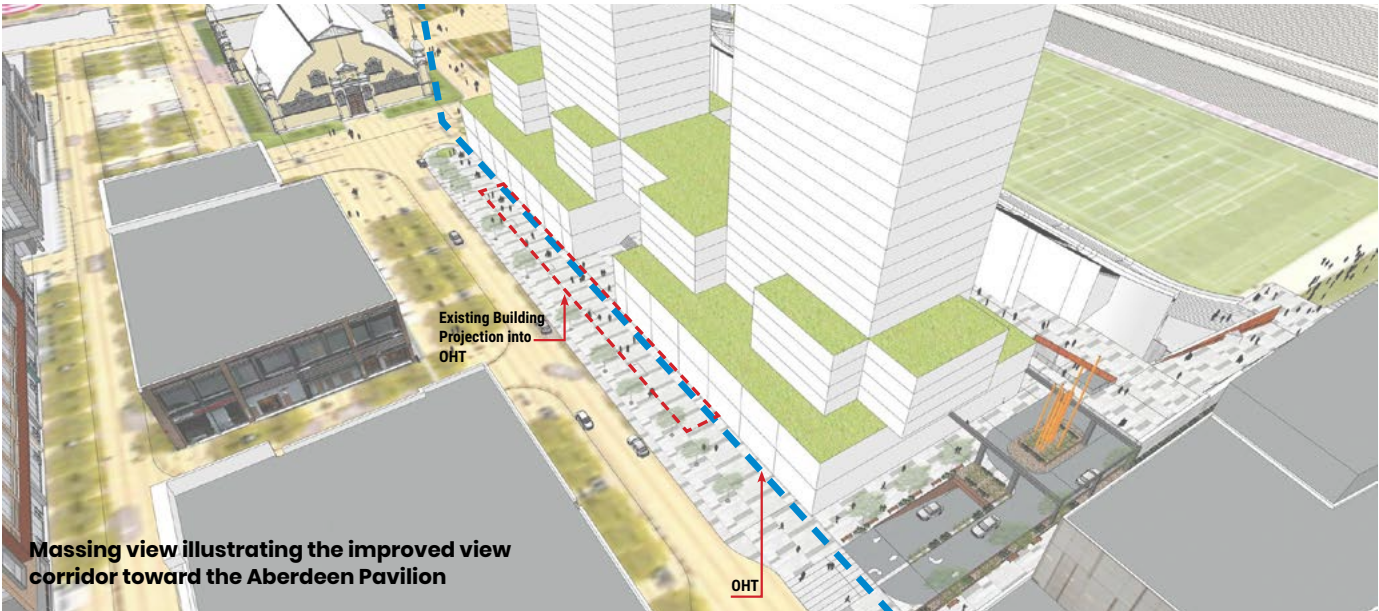 Existing Building
Projection into
OHT
Massing view illustrating the improved view
corridor toward the Aberdeen Pavilion
OHT